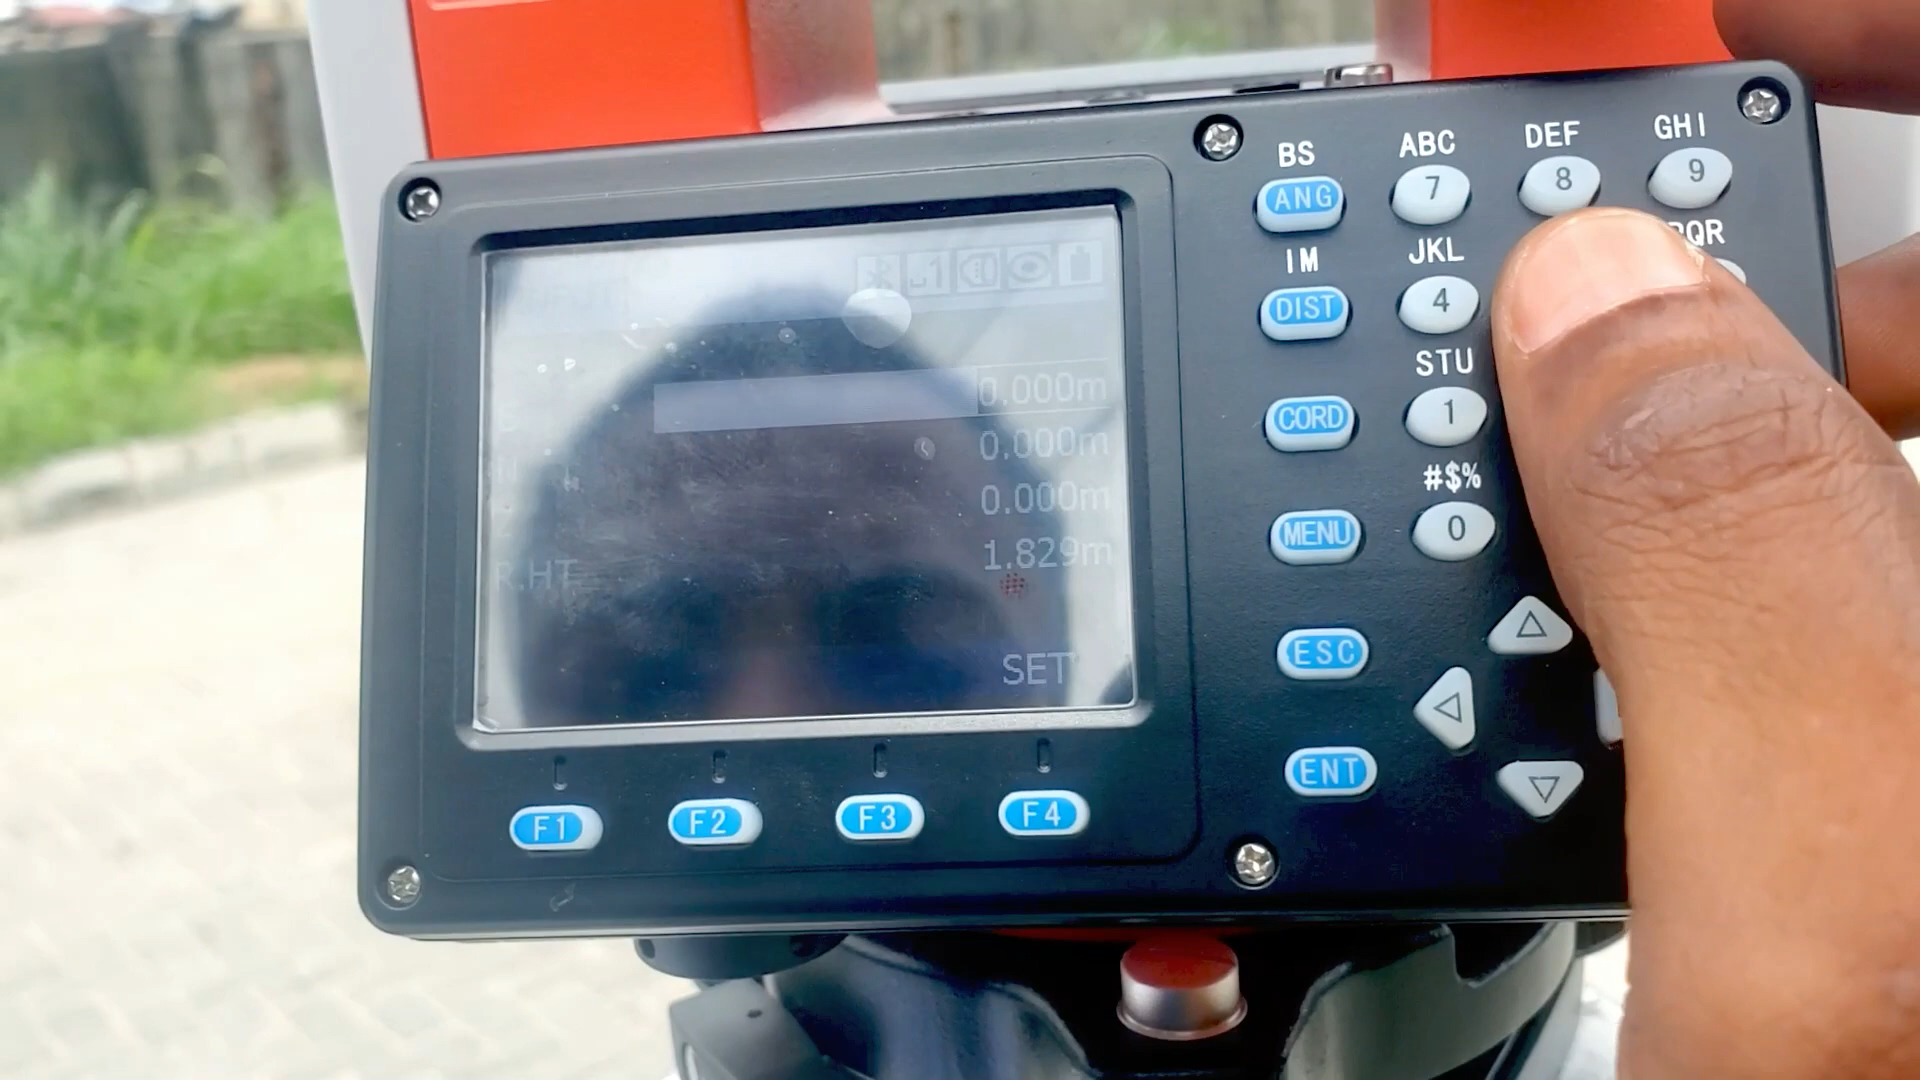 0.000m
E
0.000m
N
0.000m
R.HT
1.829m
SET
F1
F2
F3
F4
BS
ANG
ABC
7
DEF
8
GHI
9
IM
DIST
JKL
4
PQR
CORD
STU
1
MENU
#$%
0
ESC
ENT